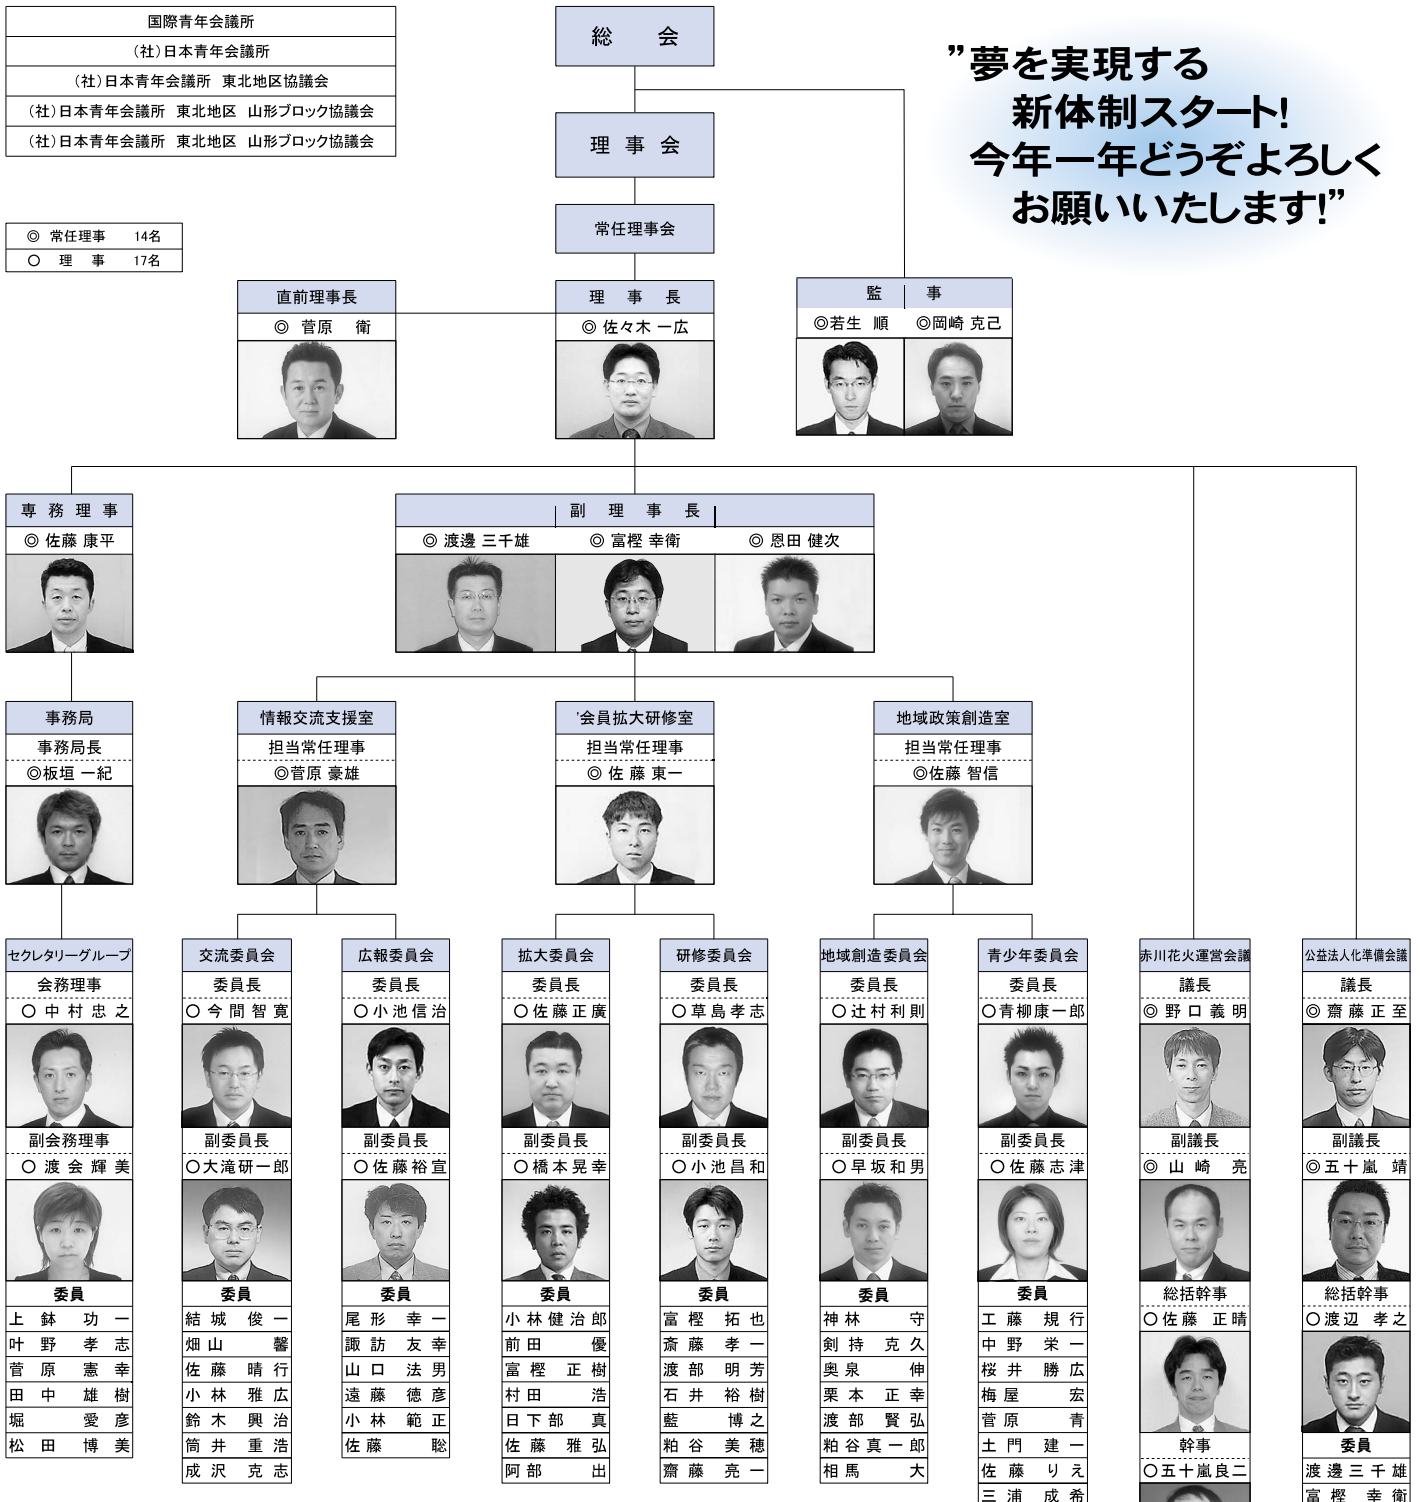 国際青年会議所
(社)日本青年会議所
(社)日本青年会議所 東北地区協議会
(社)日本青年会議所 東北地区 山形ブロック協議会
(社)日本青年会議所 東北地区 山形ブロック協議会
総 会
理 事 会
常任理事会
”夢を実現する
新体制スタート!
今年一年どうぞよろしく
お願いいたします!”
◎ 常任理事 14名
○ 理 事 17名
直前理事長
◎ 菅原 衛
理 事 長
◎ 佐々木 一広
監 事
◎若生 順 ◎岡崎 克己
専 務 理 事
◎ 佐藤 康平
副 理 事 長
◎ 渡邊 三千雄 ◎ 富樫 幸衛 ◎ 恩田 健次
事務局
事務局長
◎板垣 一紀
情報交流支援室
担当常任理事
◎菅原 豪雄
'会員拡大研修室
担当常任理事
◎ 佐 藤 東一
地域政策創造室
担当常任理事
◎佐藤 智信
セクレタリーグループ
会務理事
○ 中 村 忠 之
副会務理事
○ 渡 会 輝 美
委員
上 鉢 功 一
叶 野 孝 志
菅 原 憲 幸
田 中 雄 樹
堀 愛 彦
松 田 博 美
交流委員会
委員長
○ 今 間 智 寛
副委員長
○大滝研一郎
委員
結 城 俊 一
畑 山 馨
佐 藤 晴 行
小 林 雅 広
鈴 木 興 治
筒 井 重 浩
成 沢 克 志
広報委員会
委員長
○小池信治
副委員長
○佐藤裕宣
委員
尾 形 幸 一
諏 訪 友 幸
山 口 法 男
遠 藤 徳 彦
小 林 範 正
佐 藤 聡
拡大委員会
委員長
○佐藤正廣
副委員長
○橋本晃幸
委員
小 林 健 治 郎
前 田 優
富 樫 正 樹
村 田 浩
日 下 部 真
佐 藤 雅 弘
阿 部 出
研修委員会
委員長
○草島孝志
副委員長
○小池昌和
委員
富 樫 拓 也
斎 藤 孝 一
渡 部 明 芳
石 井 裕 樹
藍 博 之
粕 谷 美 穂
齋 藤 亮 一
地域創造委員会
委員長
○辻村利則
副委員長
○早坂和男
委員
神 林 守
剣 持 克 久
奥 泉 伸
栗 本 正 幸
渡 部 賢 弘
粕 谷 真 一 郎
相 馬 大
青少年委員会
委員長
○青柳康一郎
副委員長
○佐藤志津
委員
工 藤 規 行
中 野 栄 一
桜 井 勝 広
梅 屋 宏
菅 原 青
土 門 建 一
佐 藤 り え
三 浦 成 希
赤川花火運営会議
議長
◎ 野 口 義 明
副議長
◎ 山 崎 亮
総括幹事
○佐藤 正晴
幹事
○五十嵐良二
公益法人化準備会議
議長
◎ 齋 藤 正 至
副議長
◎五十嵐 靖
総括幹事
○渡辺 孝之
委員
渡 邊 三 千 雄
富 樫 幸 衛